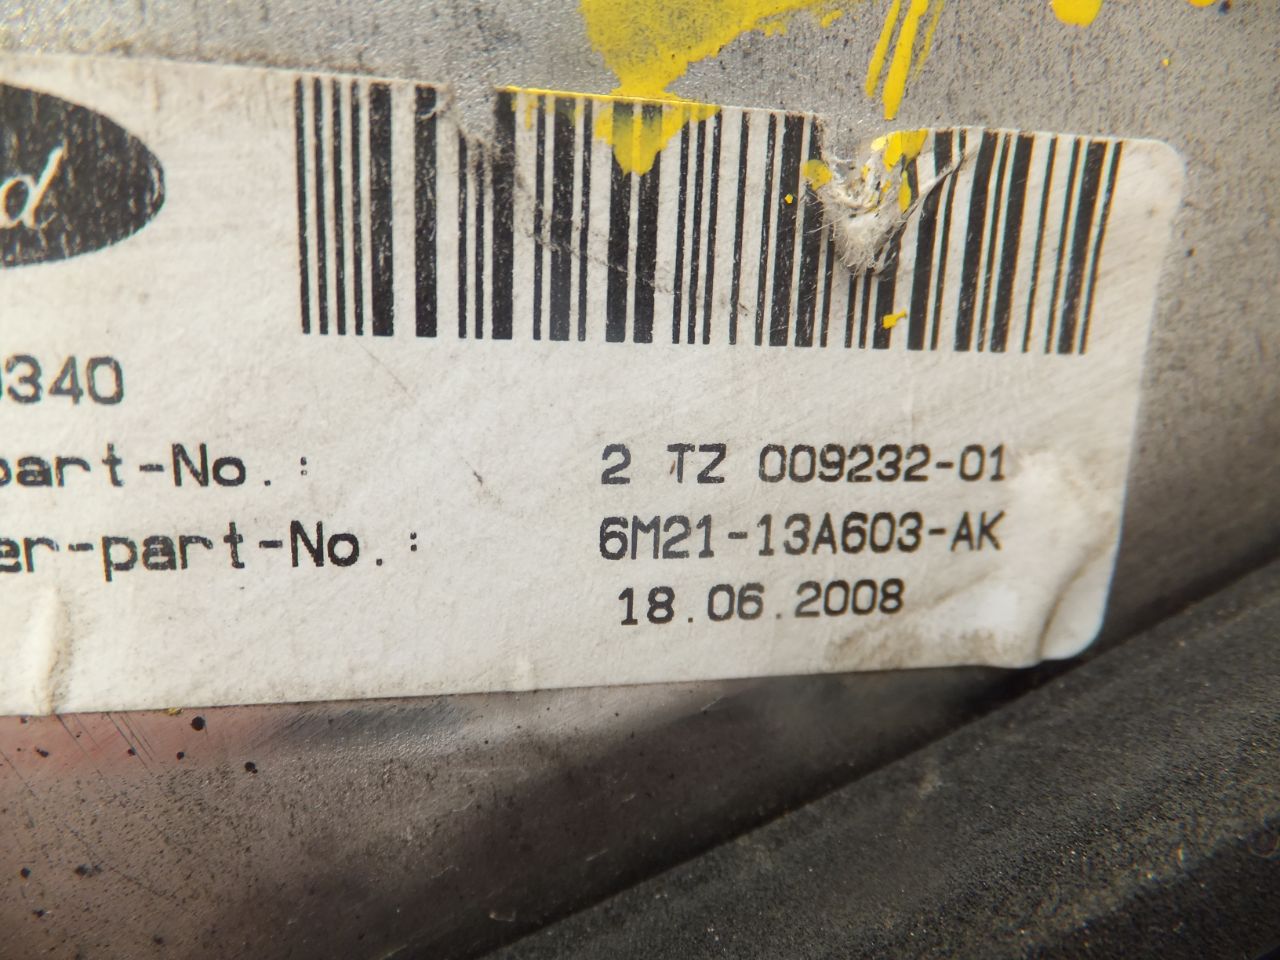 d
0340
part-No.: 2 TZ 009232-01
er-part-No.: 6M21-13A603-AK
18.06.2008